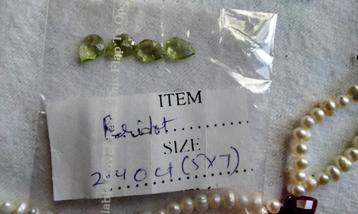 ITEM
Peridot
SIZE
2.40 ct (5X7)